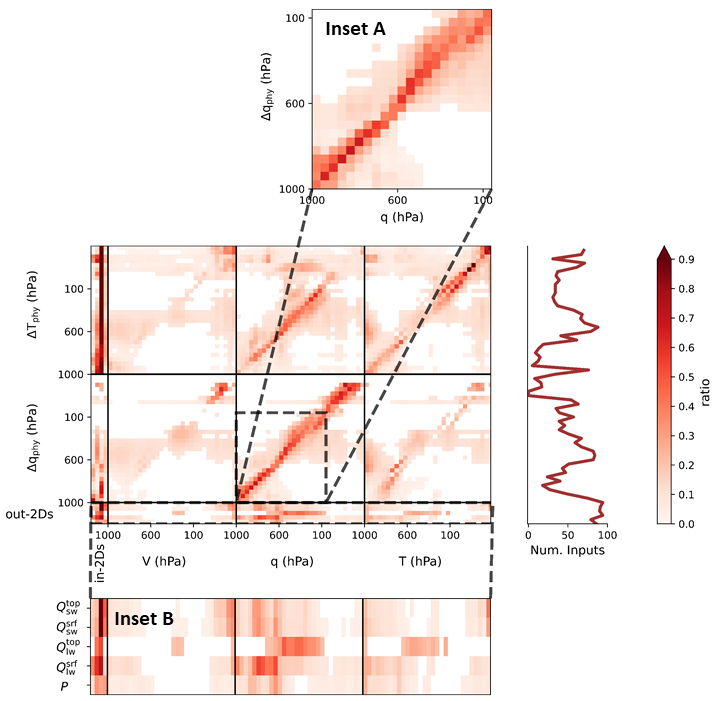 Inset A
100
600
1000
Δq_phy (hPa)
1000 600 100
q (hPa)
ΔT_phy (hPa)
100
600
1000
Δq_phy (hPa)
100
600
1000
out-2Ds
in-2Ds
1000 600 100 1000 600 100 1000 600 100
V (hPa) q (hPa) T (hPa)
0 50 100
Num. Inputs
0.9
0.8
0.7
0.6
0.5
0.4
0.3
0.2
0.1
0.0
ratio
Inset B
Q_sw^top
Q_sw^srf
Q_lw^top
Q_lw^srf
P